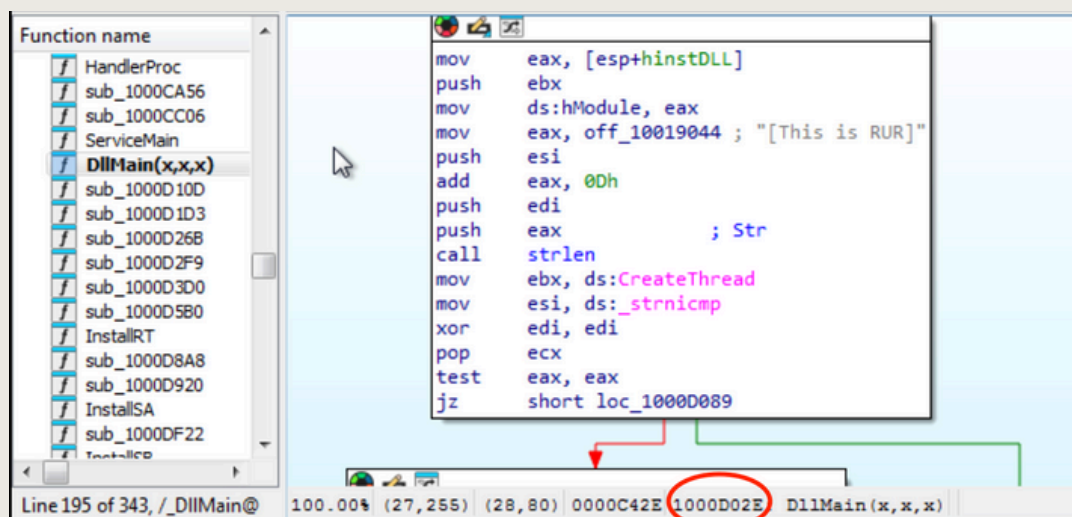 Function name
f HandlerProc
f sub_1000CA56
f sub_1000CC06
f ServiceMain
f DllMain(x,x,x)
f sub_1000D10D
f sub_1000D1D3
f sub_1000D26B
f sub_1000D2F9
f sub_1000D3D0
f sub_1000D5B0
f InstallRT
f sub_1000D8A8
f sub_1000D920
f InstallSA
f sub_1000DF22
f InstallSB
Line 195 of 343, /_DllMain@
mov eax, [esp+hinstDLL]
push ebx
mov ds:hModule, eax
mov eax, off_10019044 ; "[This is RUR]"
push esi
add eax, 0Dh
push edi
push eax ; Str
call strlen
mov ebx, ds:CreateThread
mov esi, ds:_strnicmp
xor edi, edi
pop ecx
test eax, eax
jz short loc_1000D089
100.00% (27,255) (28,80) 0000C42E 1000D02E DllMain(x,x,x)